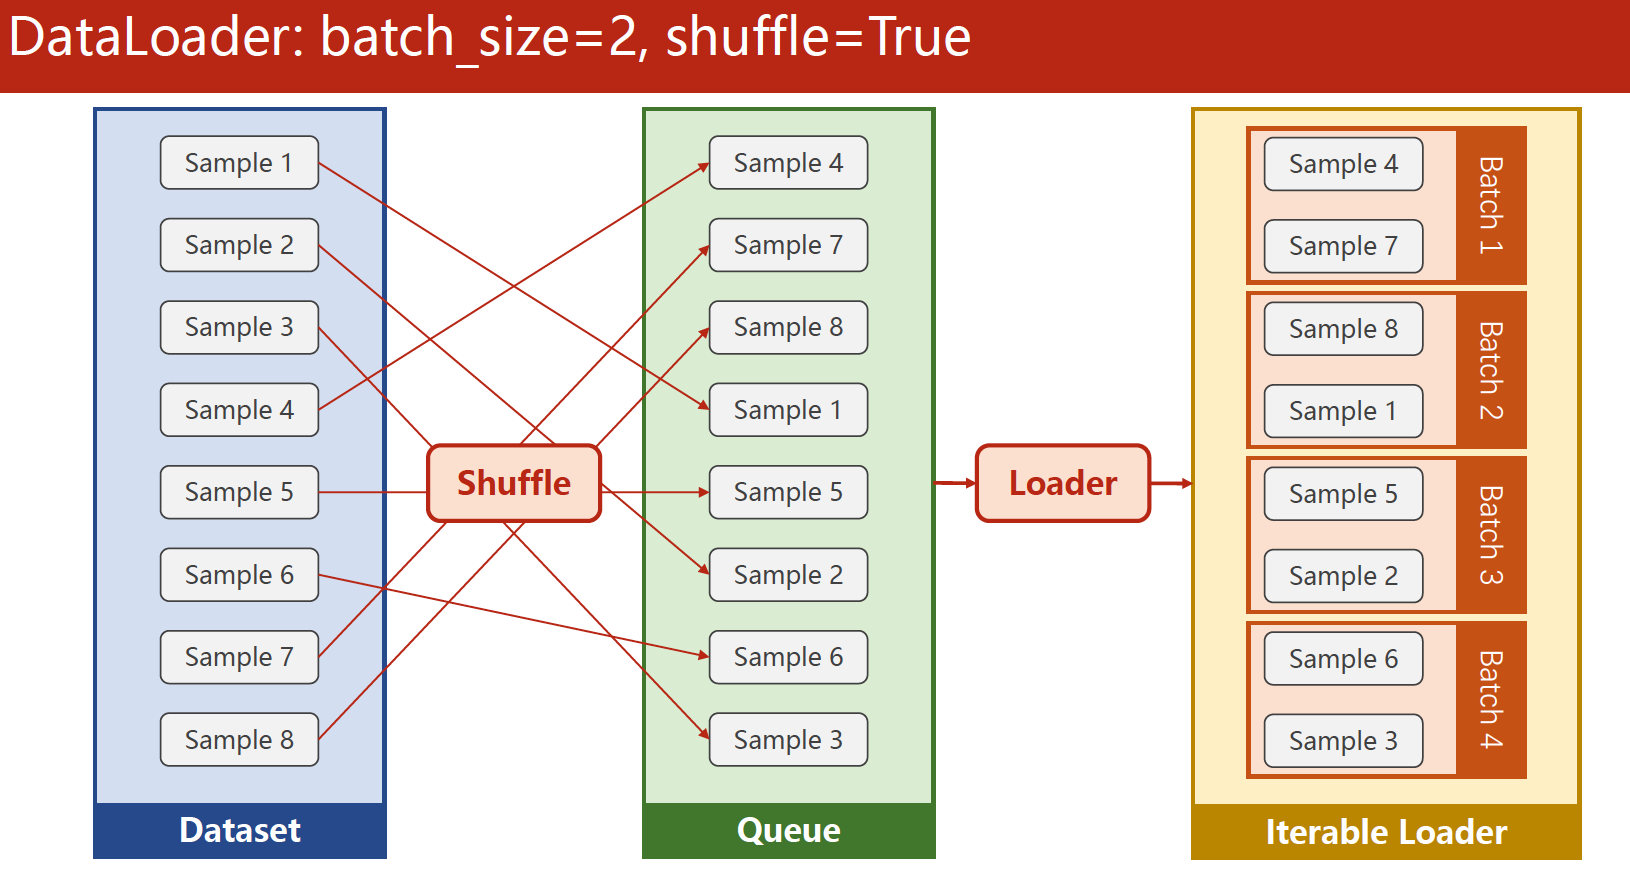 DataLoader: batch_size=2, shuffle=True
Sample 1
Sample 2
Sample 3
Sample 4
Sample 5
Sample 6
Sample 7
Sample 8
Dataset
Shuffle
Sample 4
Sample 7
Sample 8
Sample 1
Sample 5
Sample 2
Sample 6
Sample 3
Queue
Loader
Sample 4
Sample 7
Batch 1
Sample 8
Sample 1
Batch 2
Sample 5
Sample 2
Batch 3
Sample 6
Sample 3
Batch 4
Iterable Loader